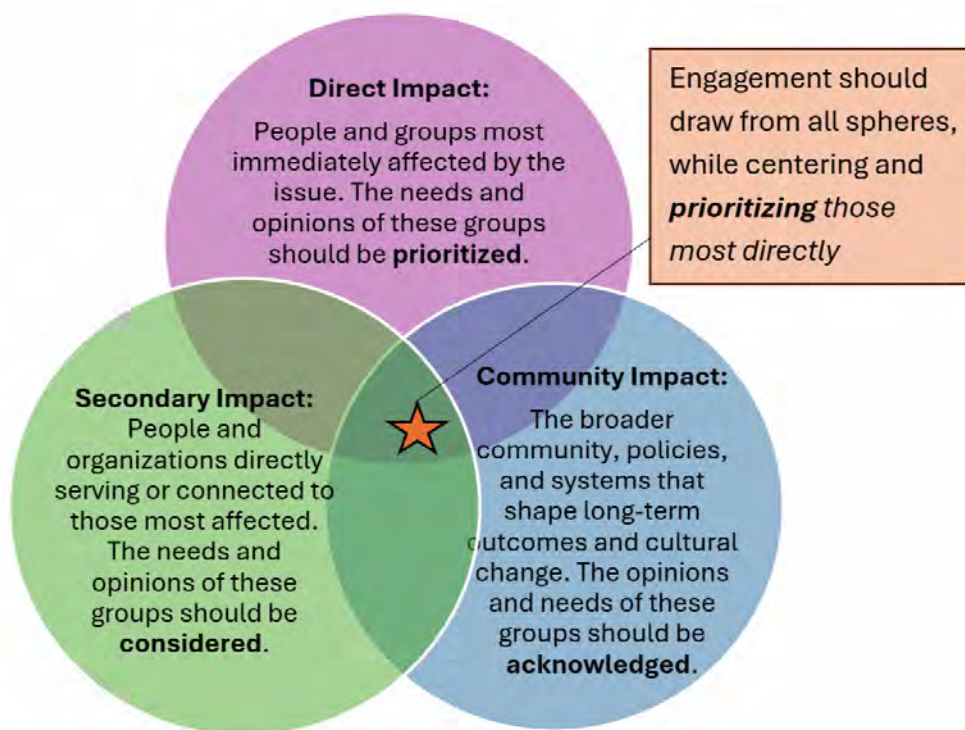 Direct Impact:
People and groups most
immediately affected by the
issue. The needs and
opinions of these groups
should be prioritized.
Engagement should
draw from all spheres,
while centering and
prioritizing those
most directly
Secondary Impact:
People and
organizations directly
serving or connected to
those most affected.
The needs and
opinions of these
groups should be
considered.
Community Impact:
The broader
community, policies,
and systems that
shape long-term
outcomes and cultural
change. The opinions
and needs of these
groups should be
acknowledged.